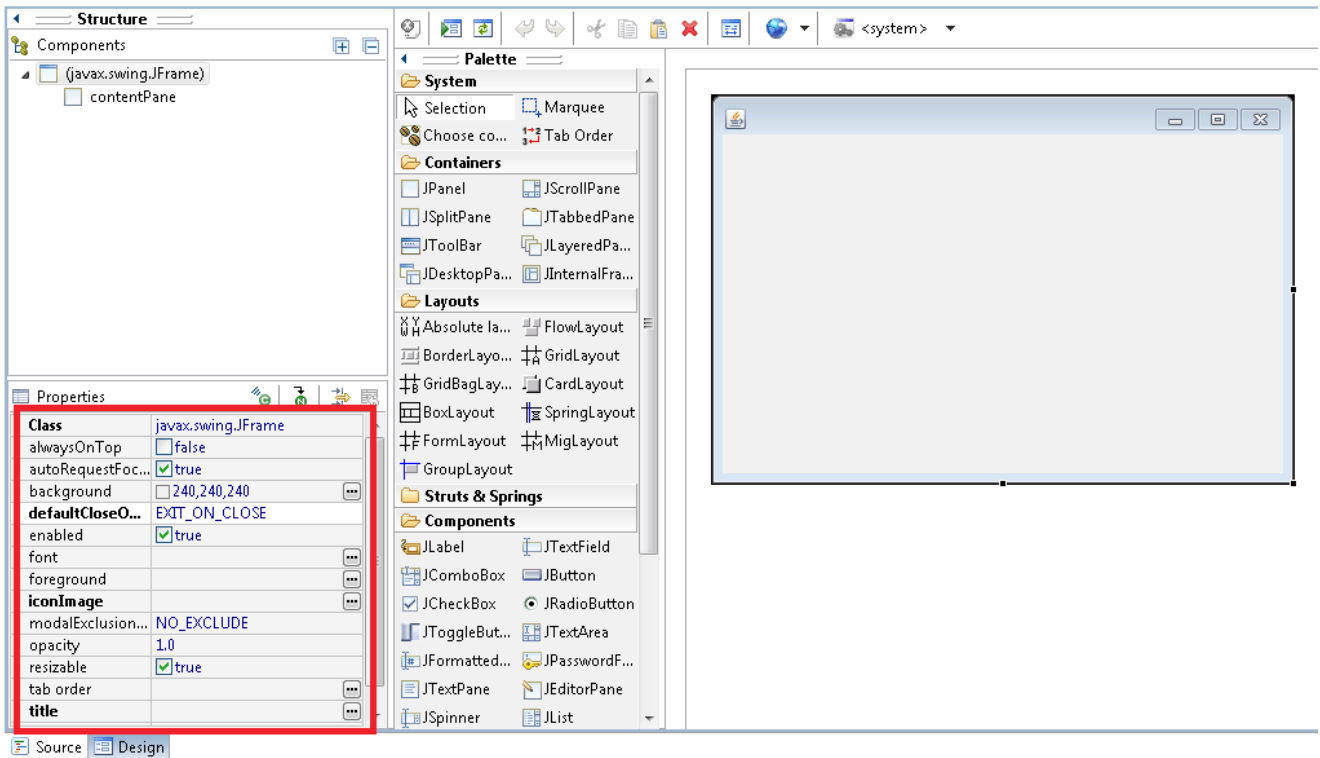 Structure
Components
(javax.swing.JFrame)
contentPane
Properties
Class javax.swing.JFrame
alwaysOnTop false
autoRequestFoc... true
background 240,240,240
defaultCloseO... EXIT_ON_CLOSE
enabled true
font
foreground
iconImage
modalExclusion... NO_EXCLUDE
opacity 1.0
resizable true
tab order
title
Source Design
<system>
Palette
System
Selection Marquee
Choose co... Tab Order
Containers
JPanel JScrollPane
JSplitPane JTabbedPane
JToolBar JLayeredPa...
JDesktopPa... JInternalFra...
Layouts
Absolute la... FlowLayout
BorderLayo... GridLayout
GridBagLay... CardLayout
BoxLayout SpringLayout
FormLayout MigLayout
GroupLayout
Struts & Springs
Components
JLabel JTextField
JComboBox JButton
JCheckBox JRadioButton
JToggleBut... JTextArea
JFormatted... JPasswordF...
JTextPane JEditorPane
JSpinner JList